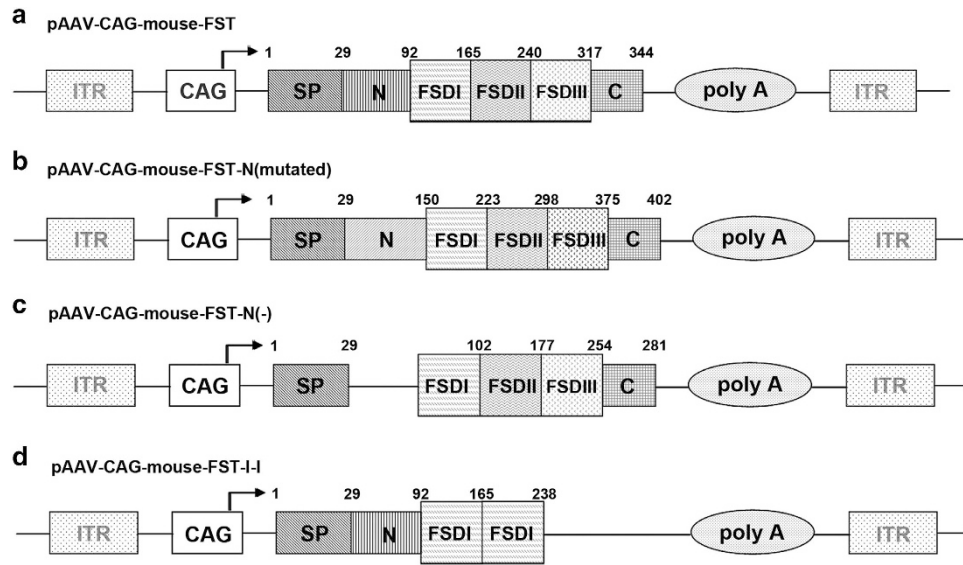 a
pAAV-CAG-mouse-FST
1 29 92 165 240 317 344
ITR CAG SP N FSDI FSDII FSDIII C poly A ITR
b
pAAV-CAG-mouse-FST-N(mutated)
1 29 150 223 298 375 402
ITR CAG SP N FSDI FSDII FSDIII C poly A ITR
c
pAAV-CAG-mouse-FST-N(-)
1 29 102 177 254 281
ITR CAG SP FSDI FSDII FSDIII C poly A ITR
d
pAAV-CAG-mouse-FST-I-I
1 29 92 165 238
ITR CAG SP N FSDI FSDI poly A ITR